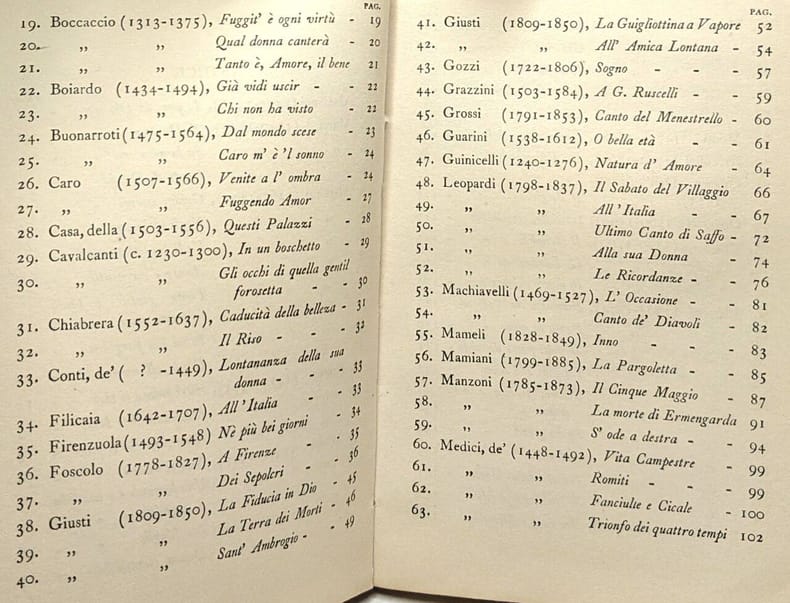 PAG.
19. Boccaccio (1313-1375), Fuggit' è ogni virtù - 19
20. ,, ,, Qual donna canterà - 20
21. ,, ,, Tanto è, Amore, il bene 21
22. Boiardo (1434-1494), Già vidi uscir - - 22
23. ,, ,, Chi non ha visto - 22
24. Buonarroti (1475-1564), Dal mondo scese - 23
25. ,, ,, Caro m' è 'l sonno - 24
26. Caro (1507-1566), Venite a l' ombra - 24
27. ,, ,, Fuggendo Amor - 27
28. Casa, della (1503-1556), Questi Palazzi - 28
29. Cavalcanti (c. 1230-1300), In un boschetto - 29
30. ,, ,, Gli occhi di quella gentil
forosetta - - 30
31. Chiabrera (1552-1637), Caducità della belleza - 31
32. ,, ,, Il Riso - - - 32
33. Conti, de' ( ? -1449), Lontananza della sua
donna - - - 33
34. Filicaia (1642-1707), All' Italia - - 33
35. Firenzuola (1493-1548) Nè più bei giorni - 34
36. Foscolo (1778-1827), A Firenze - - 35
37. ,, ,, Dei Sepolcri - - 36
38. Giusti (1809-1850), La Fiducia in Dio - 45
39. ,, ,, La Terra dei Morti - 46
40. ,, ,, Sant' Ambrogio - - 49
PAG.
41. Giusti (1809-1850), La Guigliottina a Vapore 52
42. ,, ,, All' Amica Lontana - 54
43. Gozzi (1722-1806), Sogno - - - 57
44. Grazzini (1503-1584), A G. Ruscelli - - 59
45. Grossi (1791-1853), Canto del Menestrello - 60
46. Guarini (1538-1612), O bella età - - 61
47. Guinicelli (1240-1276), Natura d' Amore - 64
48. Leopardi (1798-1837), Il Sabato del Villaggio 66
49. ,, ,, All' Italia - - 67
50. ,, ,, Ultimo Canto di Saffo - 72
51. ,, ,, Alla sua Donna - 74
52. ,, ,, Le Ricordanze - - 76
53. Machiavelli (1469-1527), L' Occasione - - 81
54. ,, ,, Canto de' Diavoli - 82
55. Mameli (1828-1849), Inno - - - 83
56. Mamiani (1799-1885), La Pargoletta - - 85
57. Manzoni (1785-1873), Il Cinque Maggio - 87
58. ,, ,, La morte di Ermengarda 91
59. ,, ,, S' ode a destra - - 94
60. Medici, de' (1448-1492), Vita Campestre - 99
61. ,, ,, Romiti - - - 99
62. ,, ,, Fanciulle e Cicale - 100
63. ,, ,, Trionfo dei quattro tempi 102